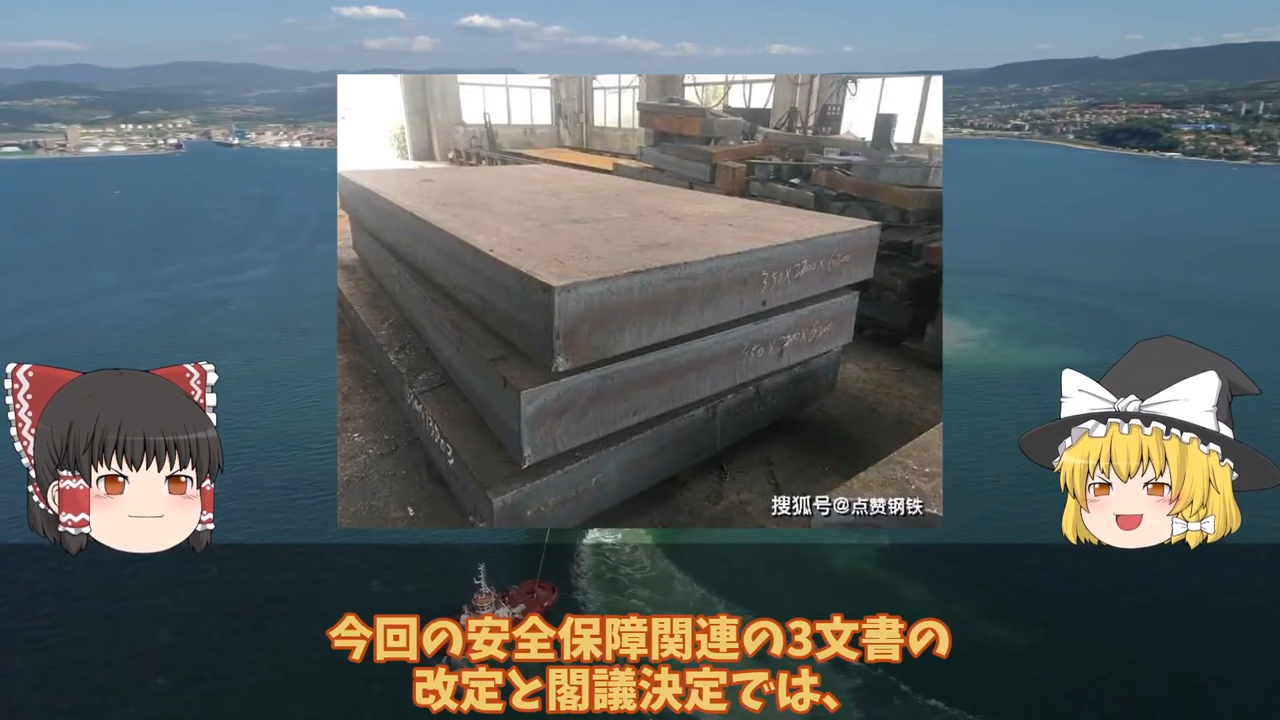 350x2200x6200
搜狐号@点赞钢铁
今回の安全保障関連の3文書の
改定と閣議決定では、